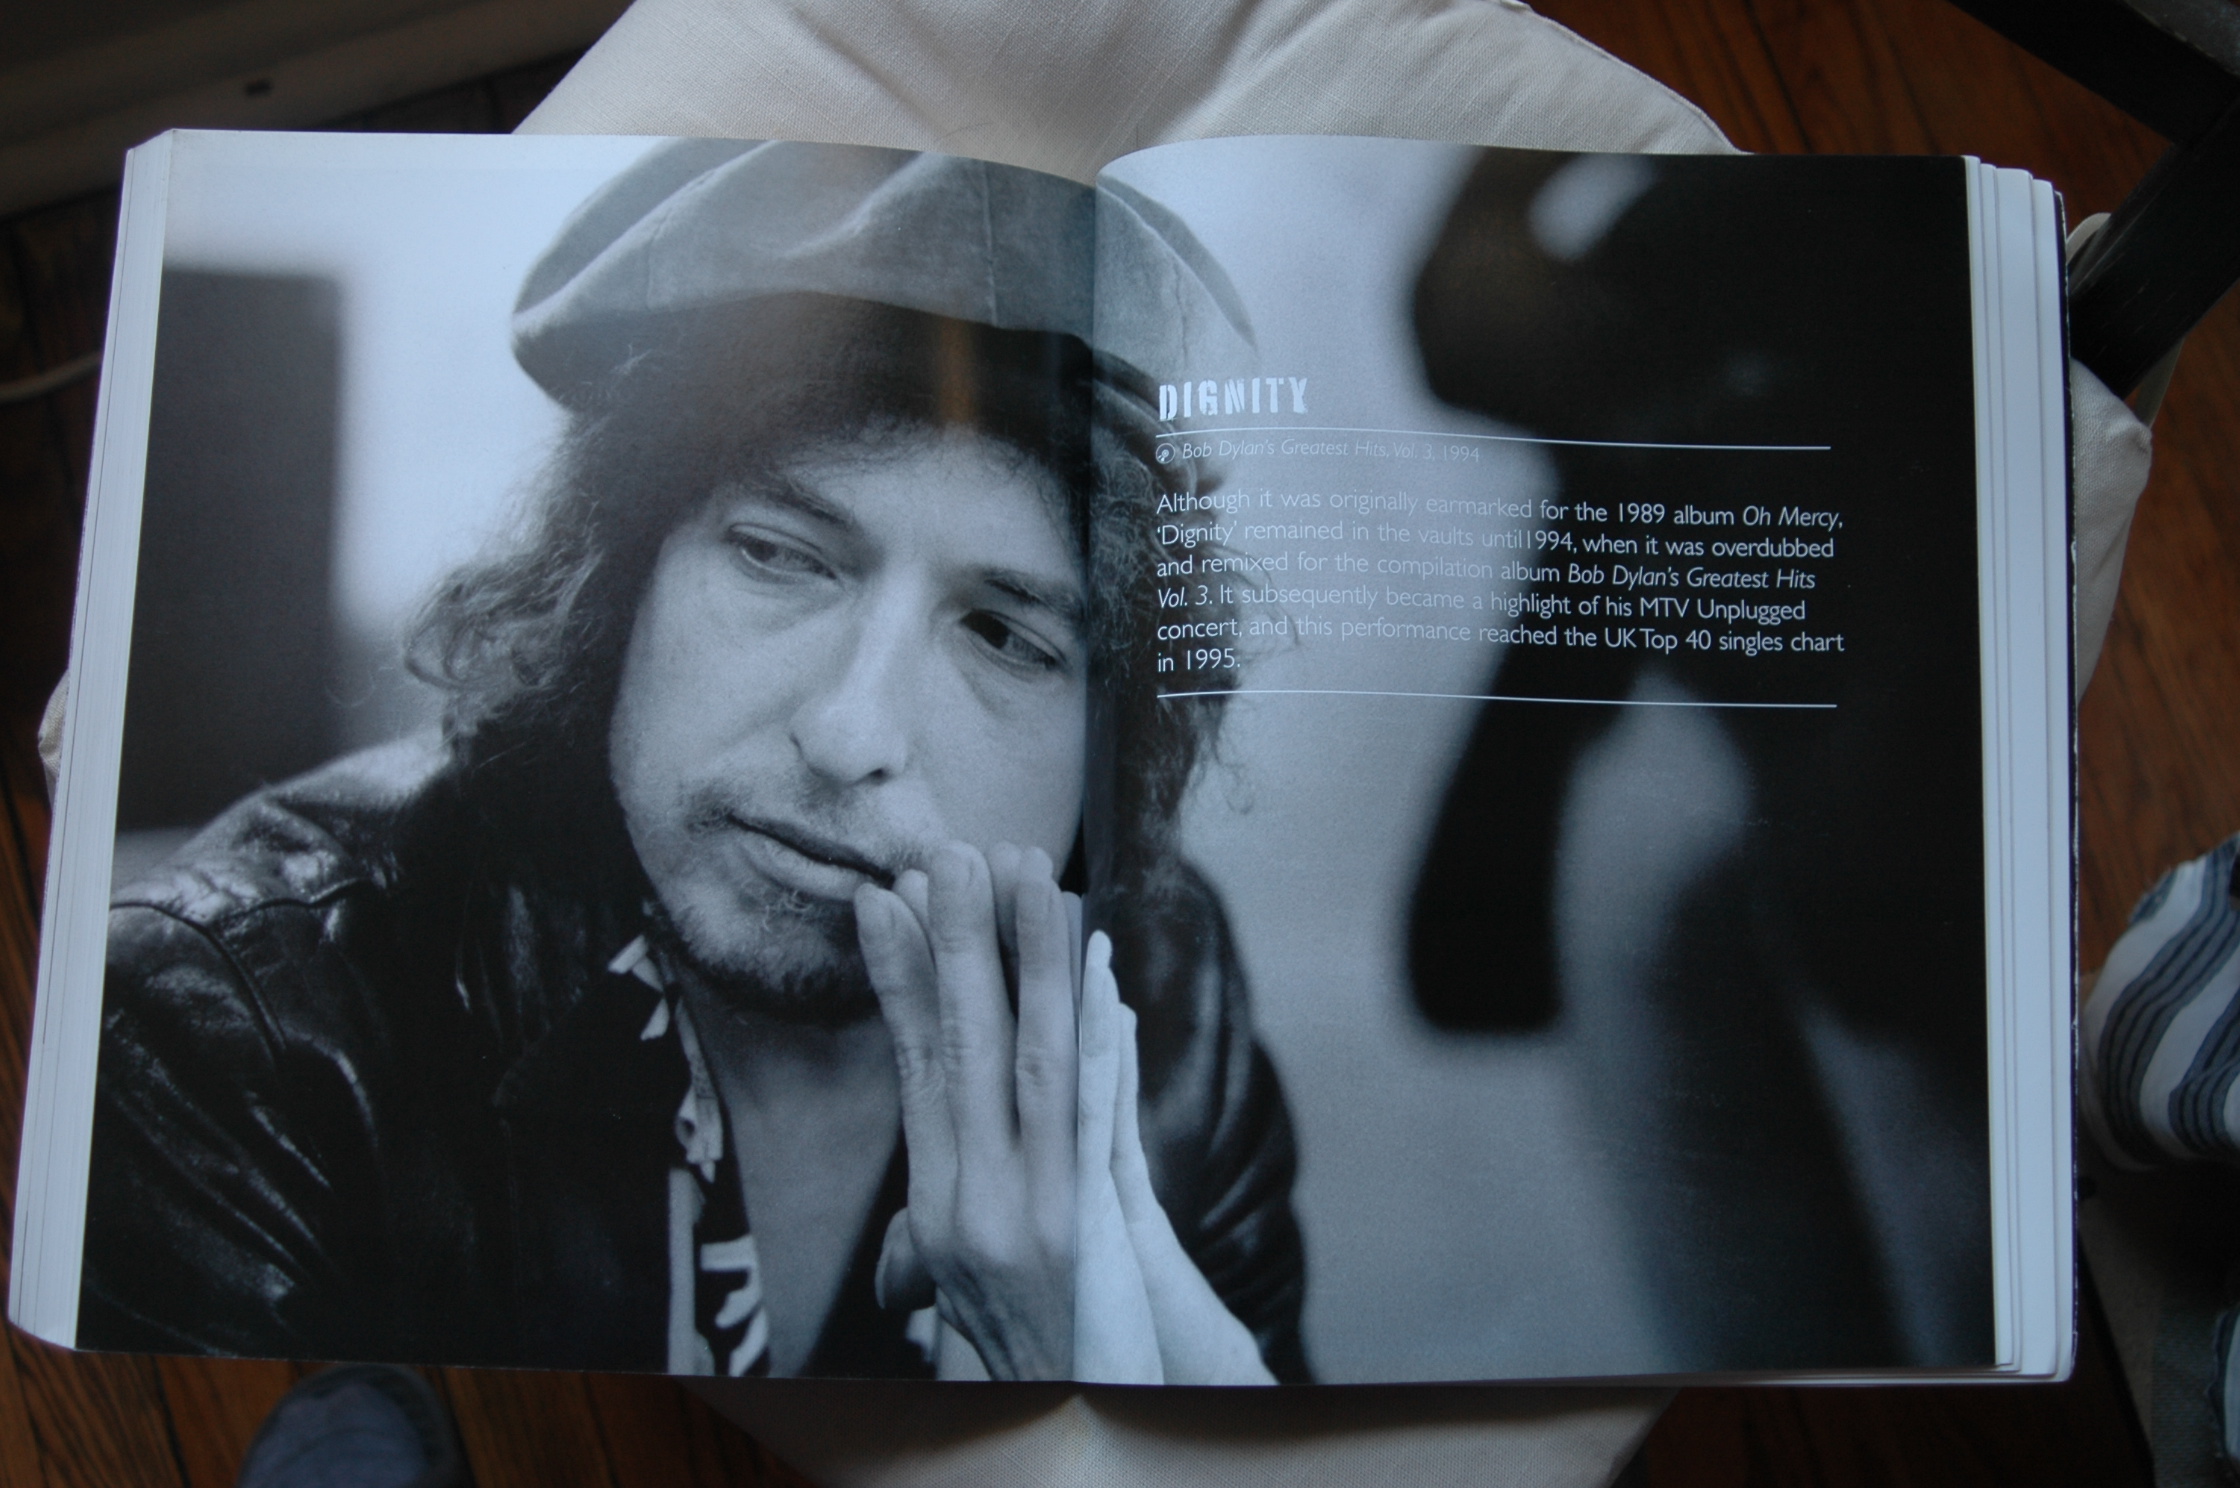 DIGNITY
Bob Dylan's Greatest Hits, Vol. 3, 1994
Although it was originally earmarked for the 1989 album Oh Mercy,
'Dignity' remained in the vaults until1994, when it was overdubbed
and remixed for the compilation album Bob Dylan's Greatest Hits
Vol. 3. It subsequently became a highlight of his MTV Unplugged
concert, and this performance reached the UK Top 40 singles chart
in 1995.